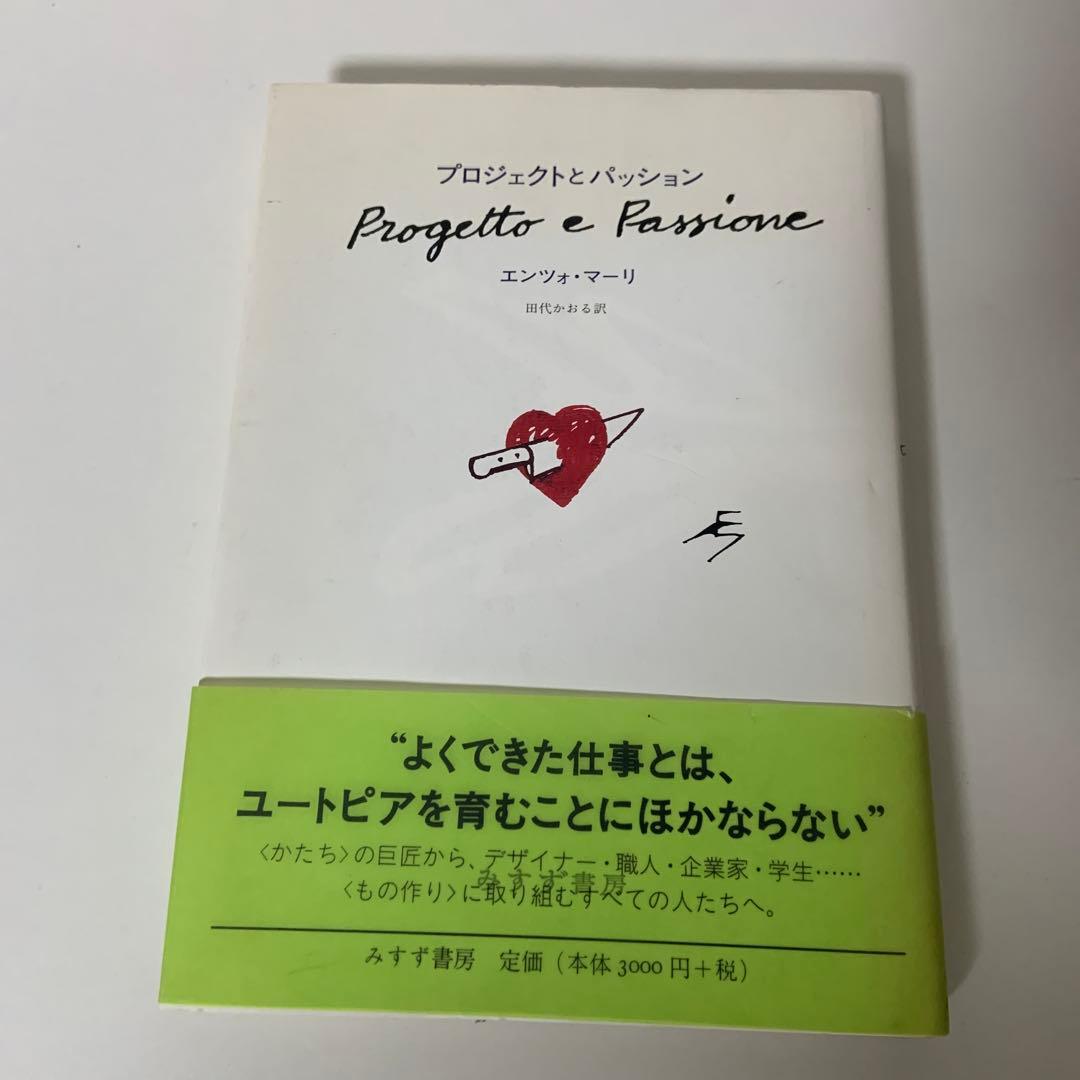 プロジェクトとパッション
Progetto e Passione
エンツォ・マーリ
田代かおる訳
“よくできた仕事とは、
ユートピアを育むことにほかならない”
〈かたち〉の巨匠から、デザイナー・職人・企業家・学生……
みすず書房
〈もの作り〉に取り組むすべての人たちへ。
みすず書房 定価（本体3000円＋税）